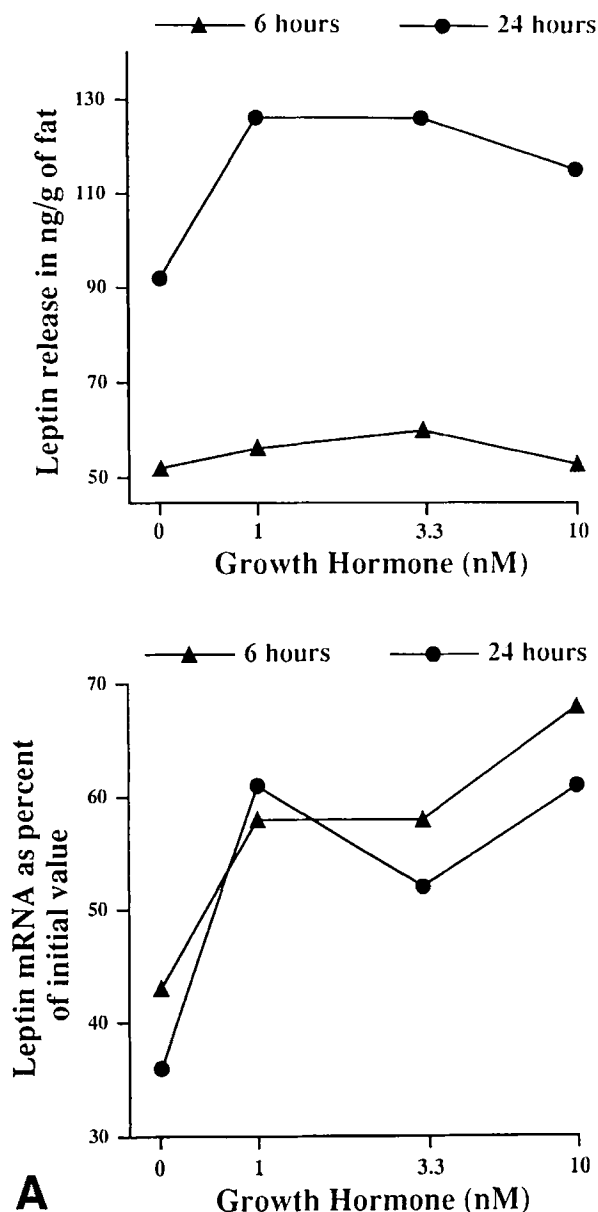 6 hours 24 hours
Leptin release in ng/g of fat
130
110
90
70
50
0 1 3.3 10
Growth Hormone (nM)
6 hours 24 hours
Leptin mRNA as percent
of initial value
70
60
50
40
30
0 1 3.3 10
A Growth Hormone (nM)